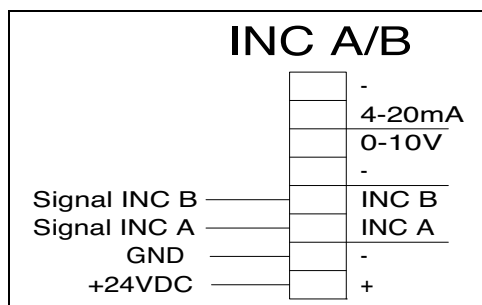 INC A/B
-
4-20mA
0-10V
-
Signal INC B INC B
Signal INC A INC A
GND -
+24VDC +